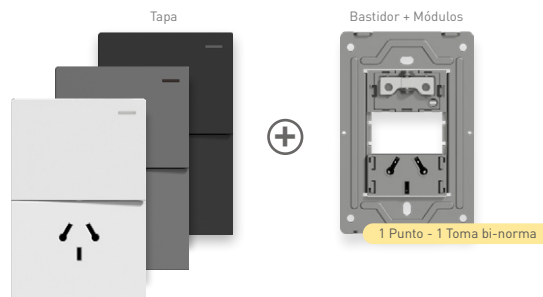 Tapa
Bastidor + Módulos
1 Punto - 1 Toma bi-norma